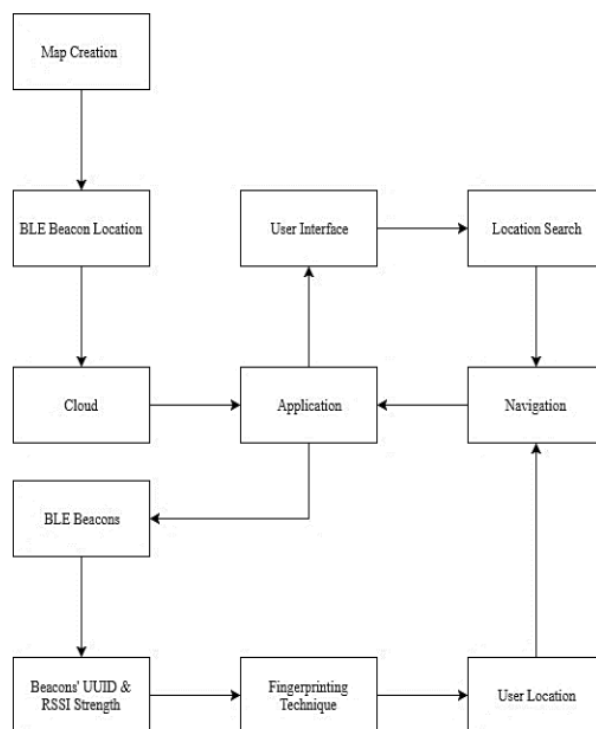 Map Creation
BLE Beacon Location
User Interface
Location Search
Cloud
Application
Navigation
BLE Beacons
Beacons' UUID &
RSSI Strength
Fingerprinting
Technique
User Location